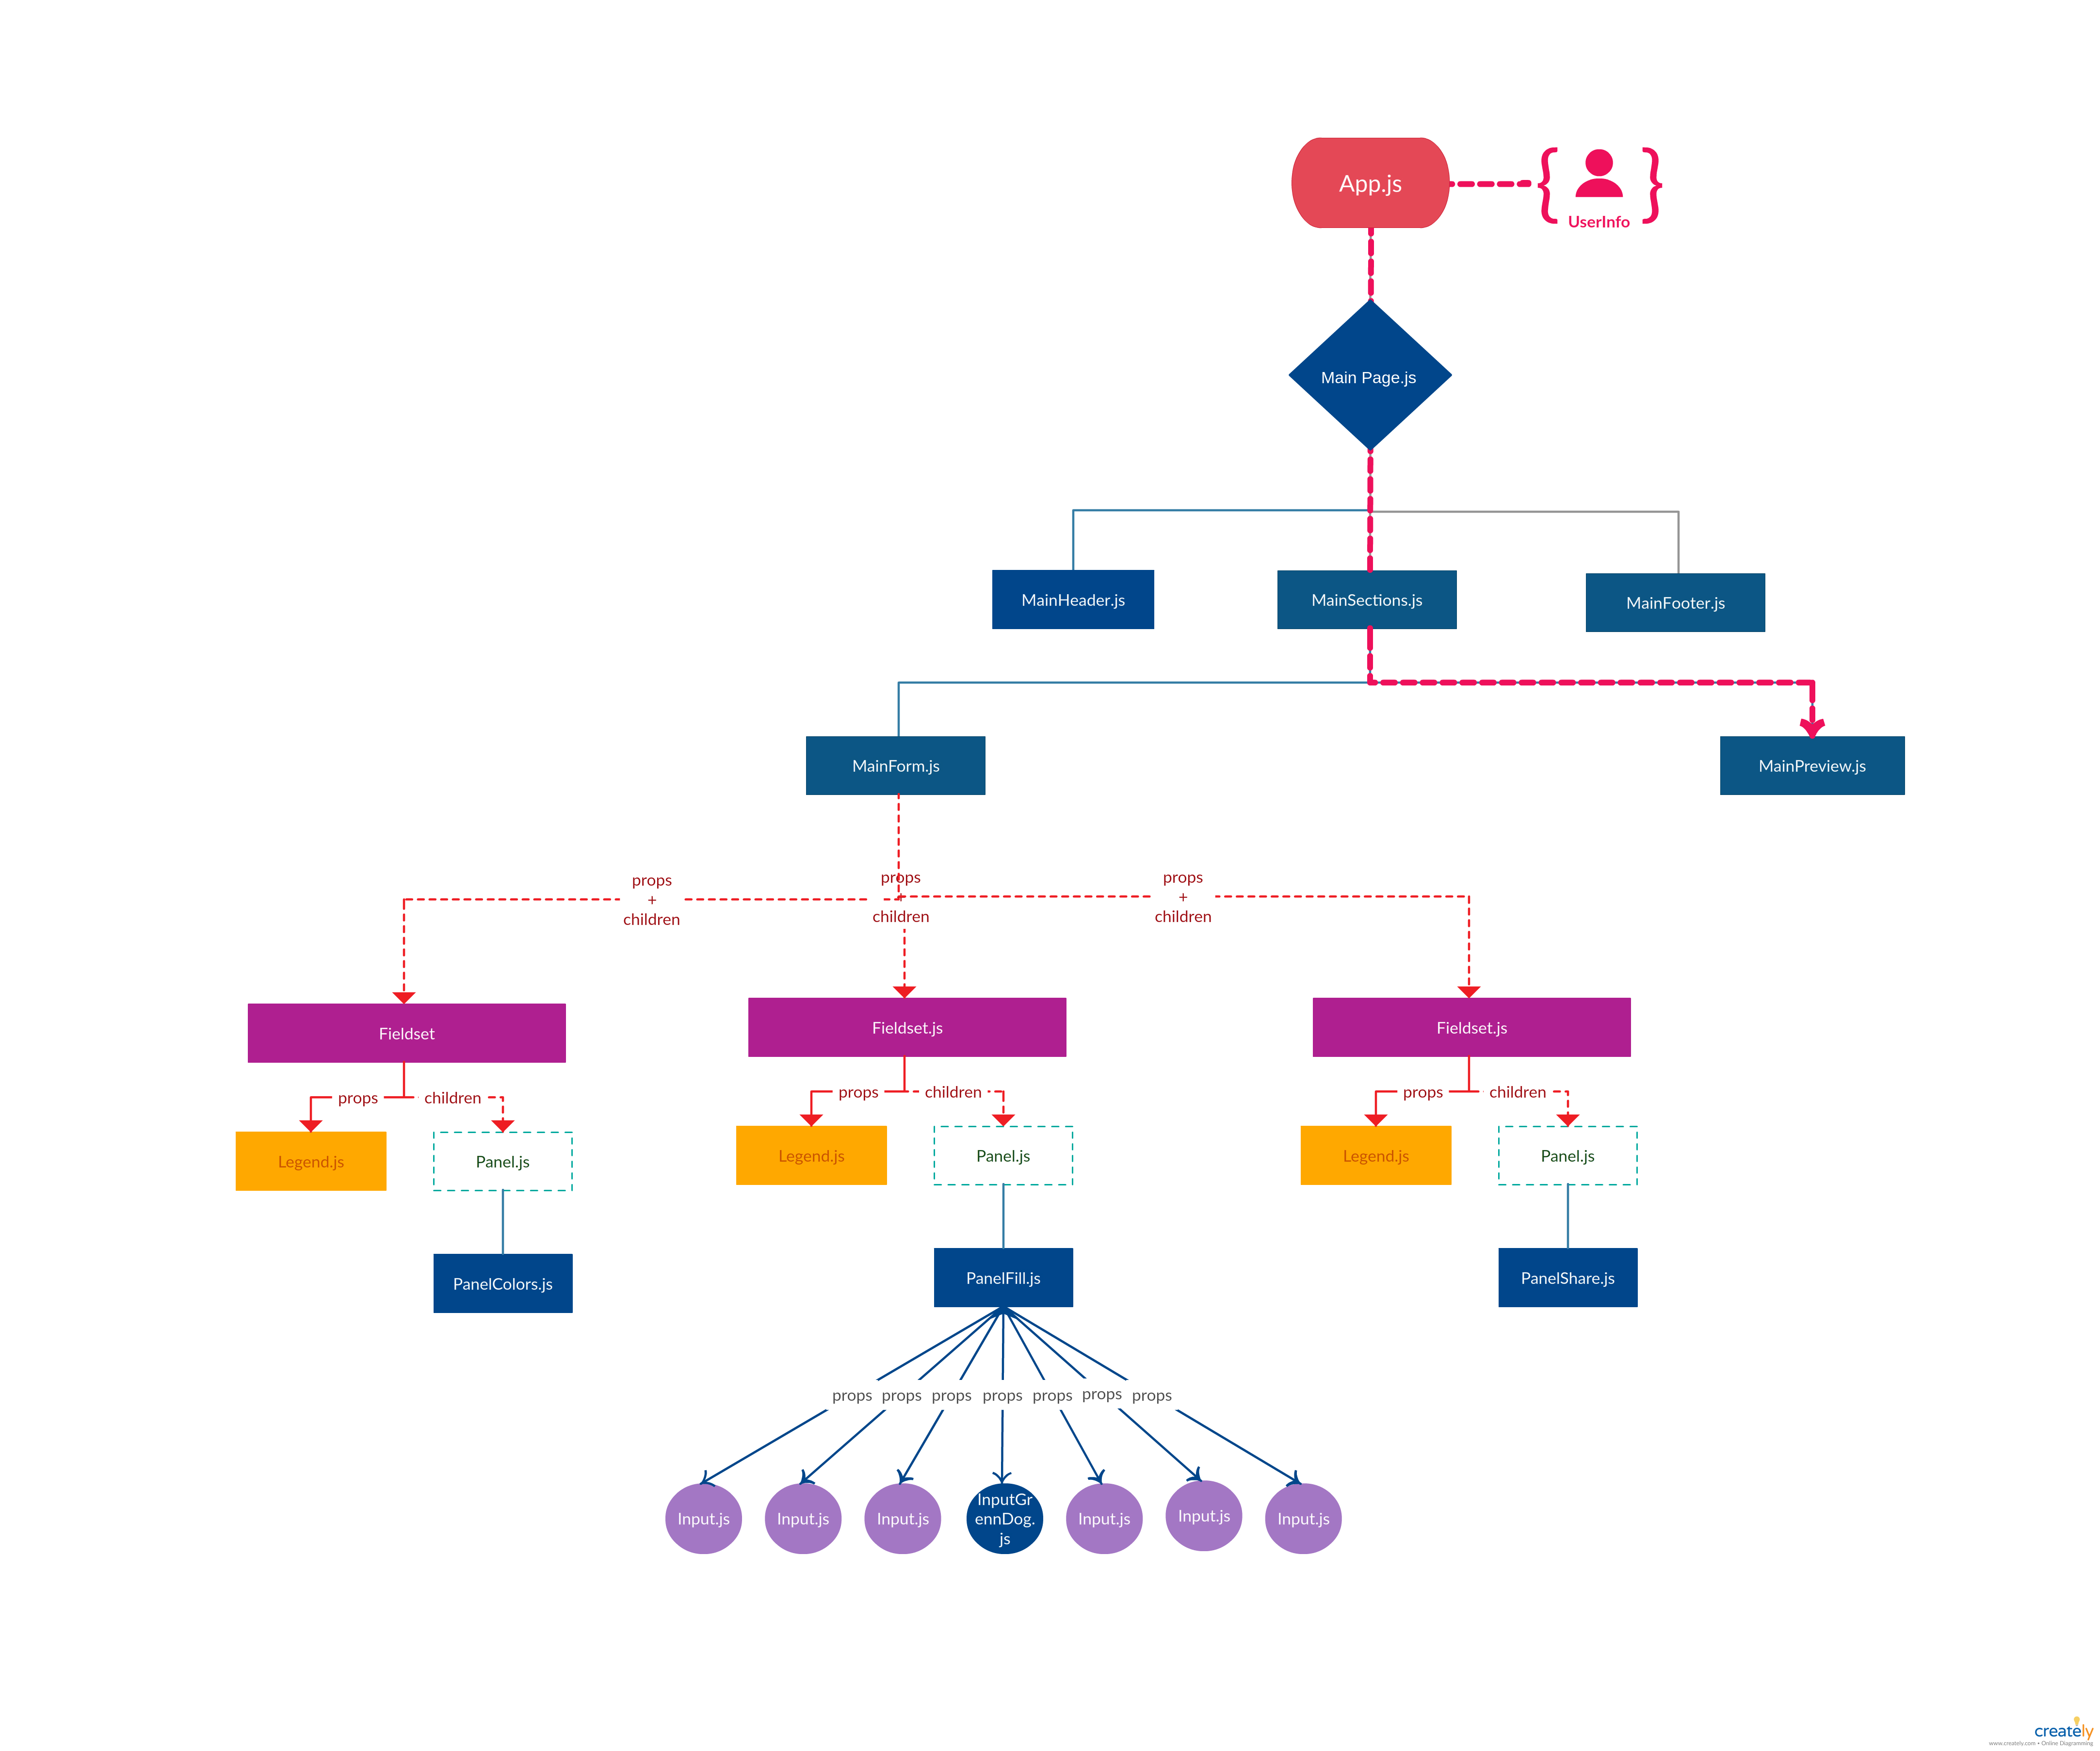 App.js
UserInfo
Main Page.js
MainHeader.js
MainSections.js
MainFooter.js
MainForm.js
MainPreview.js
props
+
children
props
+
children
props
+
children
Fieldset
Fieldset.js
Fieldset.js
props
children
props
children
props
children
Legend.js
Panel.js
Legend.js
Panel.js
Legend.js
Panel.js
PanelColors.js
PanelFill.js
PanelShare.js
props
props
props
props
props
props
props
Input.js
Input.js
Input.js
InputGr
ennDog.
js
Input.js
Input.js
Input.js
creately
www.creately.com • Online Diagramming